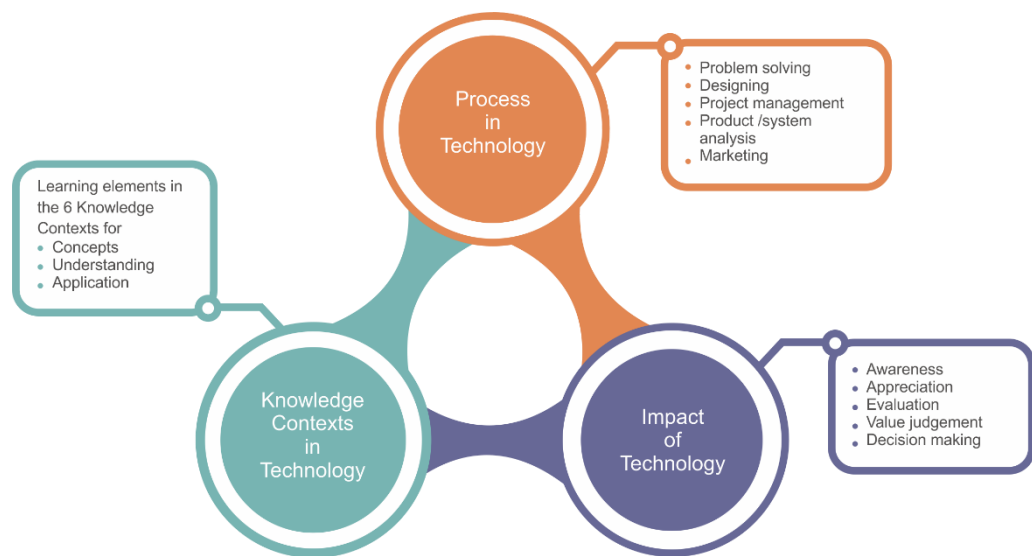 Process
in
Technology
• Problem solving
• Designing
• Project management
• Product /system
analysis
• Marketing
Learning elements in
the 6 Knowledge
Contexts for
• Concepts
• Understanding
• Application
Knowledge
Contexts
in
Technology
Impact
of
Technology
• Awareness
• Appreciation
• Evaluation
• Value judgement
• Decision making